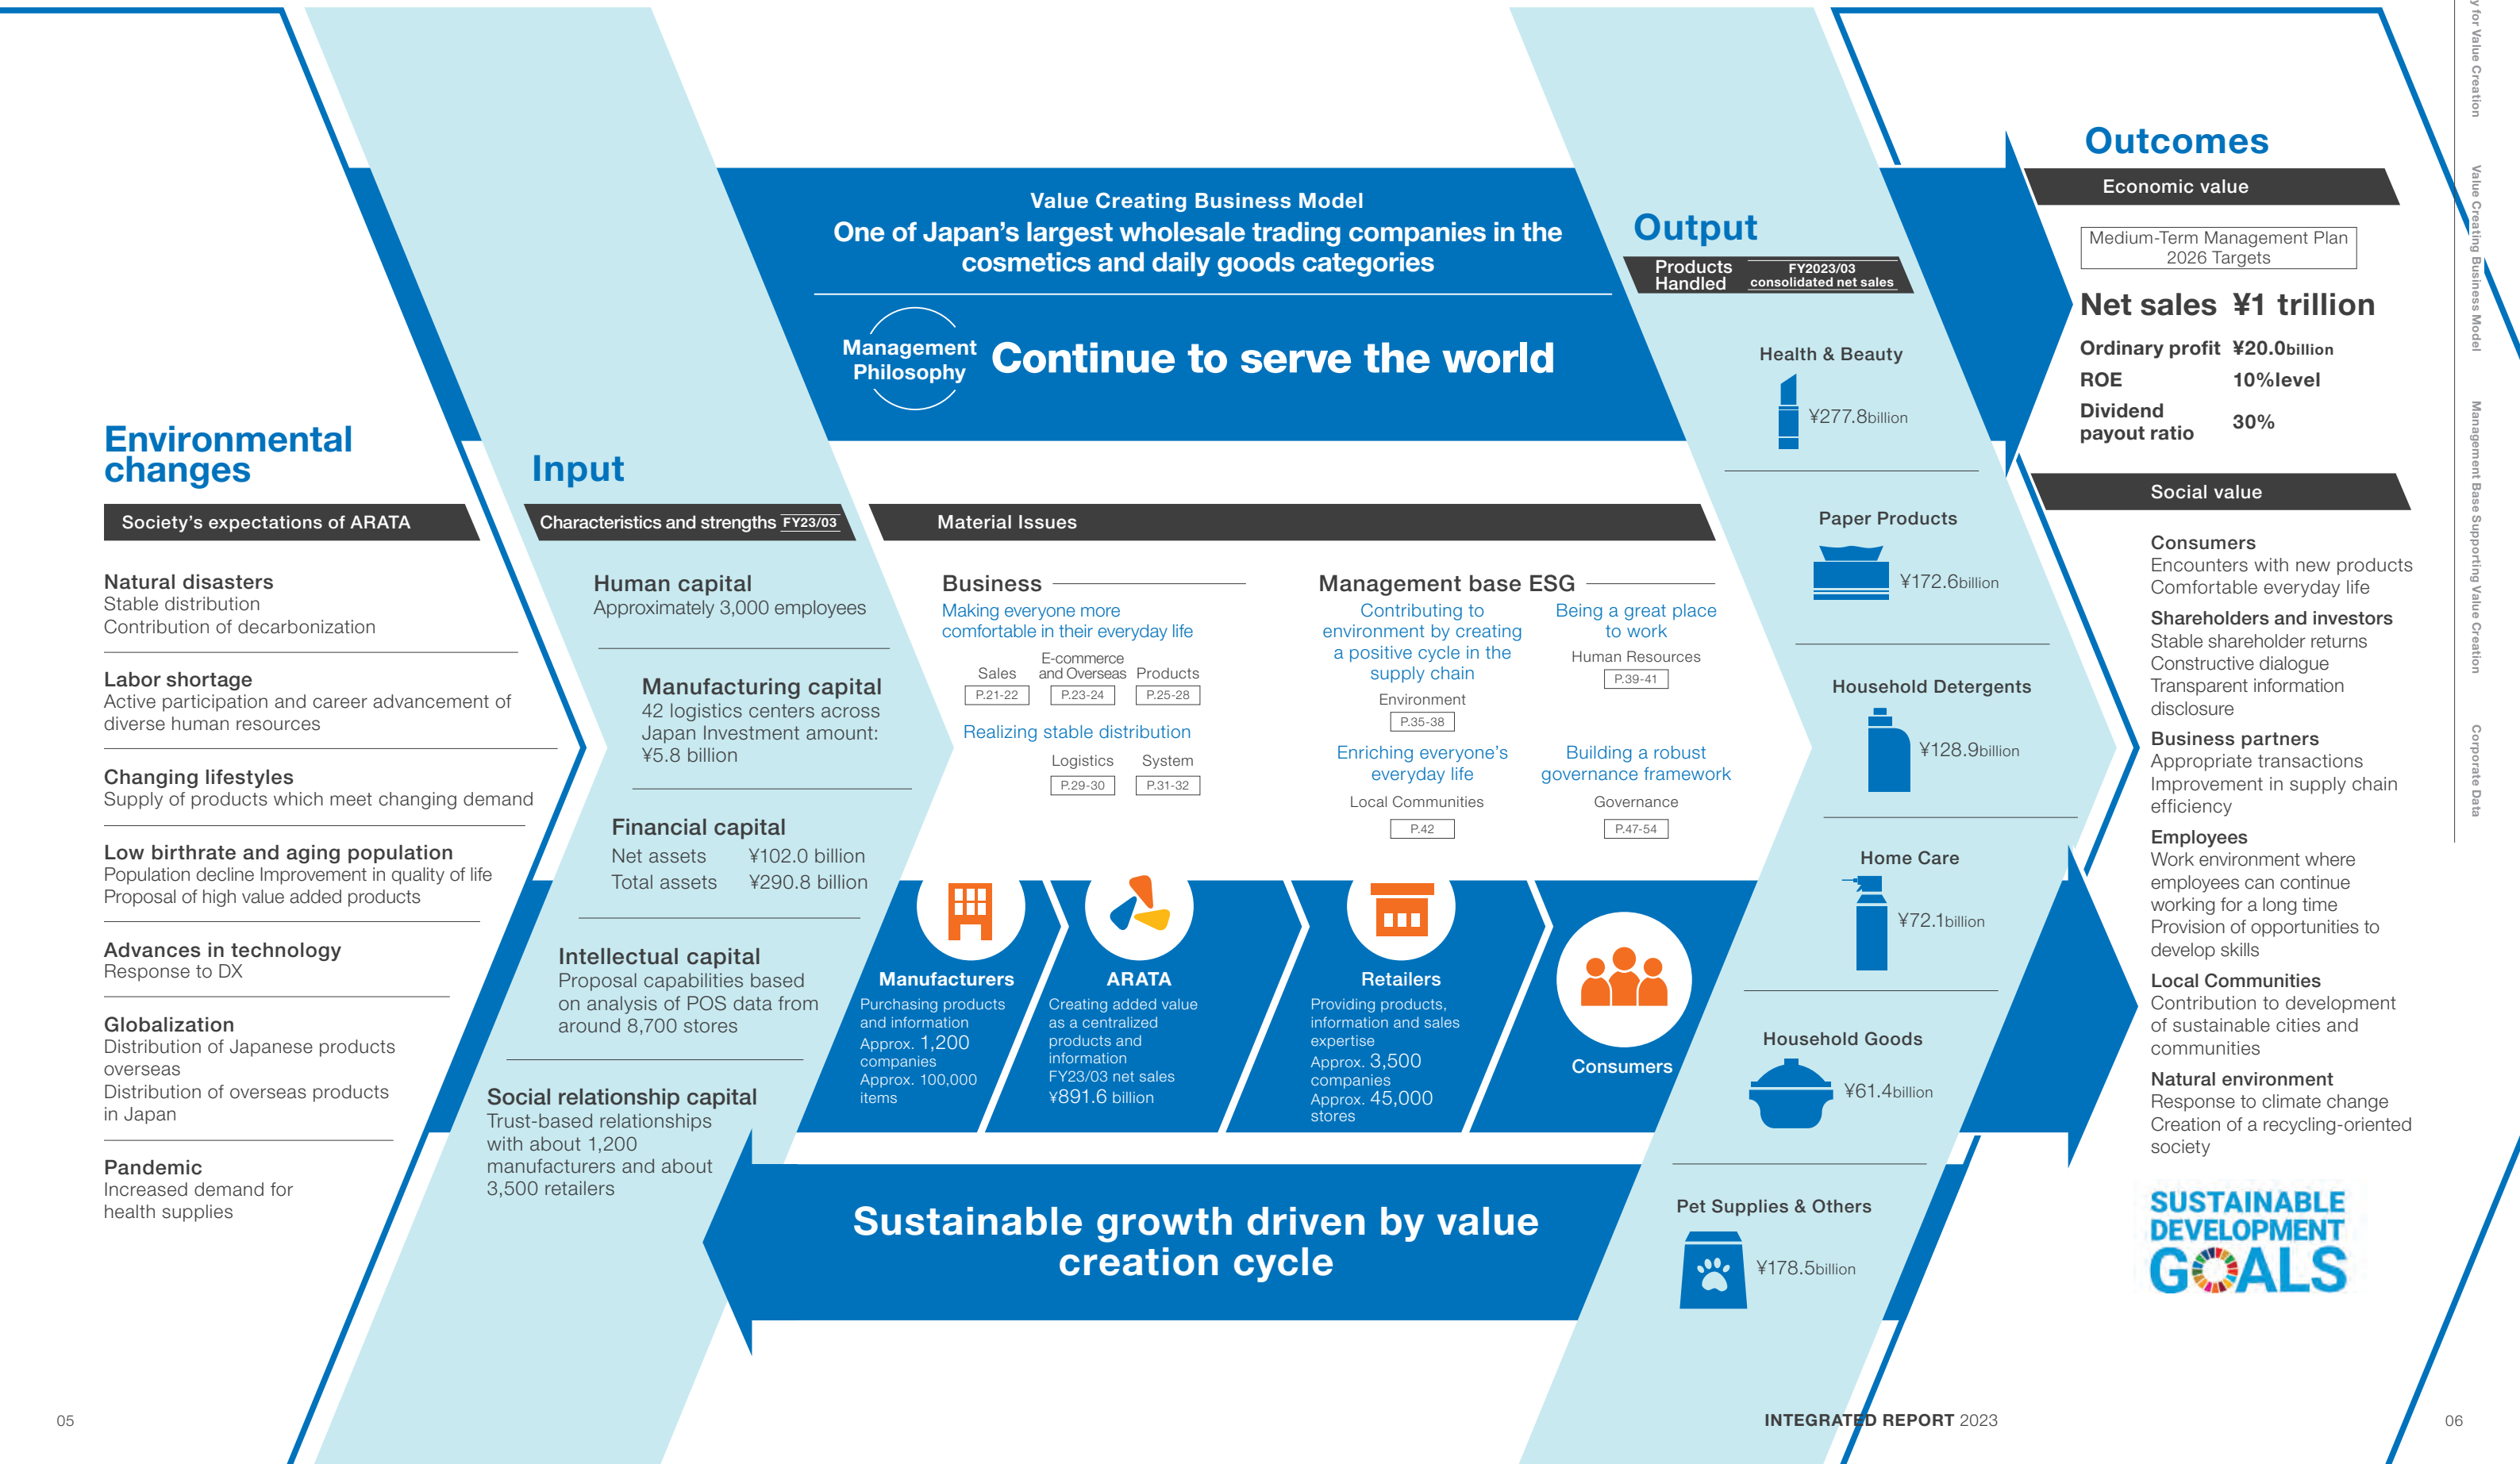 Environmental
changes
Society's expectations of ARATA
Natural disasters
Stable distribution
Contribution of decarbonization
Labor shortage
Active participation and career advancement of
diverse human resources
Changing lifestyles
Supply of products which meet changing demand
Low birthrate and aging population
Population decline Improvement in quality of life
Proposal of high value added products
Advances in technology
Response to DX
Globalization
Distribution of Japanese products
overseas
Distribution of overseas products
in Japan
Pandemic
Increased demand for
health supplies
Input
Characteristics and strengths FY23/03
Human capital
Approximately 3,000 employees
Manufacturing capital
42 logistics centers across
Japan Investment amount:
¥5.8 billion
Financial capital
Net assets ¥102.0 billion
Total assets ¥290.8 billion
Intellectual capital
Proposal capabilities based
on analysis of POS data from
around 8,700 stores
Social relationship capital
Trust-based relationships
with about 1,200
manufacturers and about
3,500 retailers
Value Creating Business Model
One of Japan's largest wholesale trading companies in the
cosmetics and daily goods categories
Management
Philosophy
Continue to serve the world
Material Issues
Business
Making everyone more
comfortable in their everyday life
Sales
P.21-22
E-commerce
and Overseas
P.23-24
Products
P.25-28
Realizing stable distribution
Logistics
P.29-30
System
P.31-32
Management base ESG
Contributing to
environment by creating
a positive cycle in the
supply chain
Environment
P.35-38
Being a great place
to work
Human Resources
P.39-41
Enriching everyone's
everyday life
Local Communities
P.42
Building a robust
governance framework
Governance
P.47-54
Manufacturers
Purchasing products
and information
Approx. 1,200
companies
Approx. 100,000
items
ARATA
Creating added value
as a centralized
products and
information
FY23/03 net sales
¥891.6 billion
Retailers
Providing products,
information and sales
expertise
Approx. 3,500
companies
Approx. 45,000
stores
Consumers
Sustainable growth driven by value
creation cycle
Output
Products
Handled
FY2023/03
consolidated net sales
Health & Beauty
¥277.8billion
Paper Products
¥172.6billion
Household Detergents
¥128.9billion
Home Care
¥72.1billion
Household Goods
¥61.4billion
Pet Supplies & Others
¥178.5billion
Outcomes
Economic value
Medium-Term Management Plan
2026 Targets
Net sales ¥1 trillion
Ordinary profit ¥20.0billion
ROE 10%level
Dividend
payout ratio 30%
Social value
Consumers
Encounters with new products
Comfortable everyday life
Shareholders and investors
Stable shareholder returns
Constructive dialogue
Transparent information
disclosure
Business partners
Appropriate transactions
Improvement in supply chain
efficiency
Employees
Work environment where
employees can continue
working for a long time
Provision of opportunities to
develop skills
Local Communities
Contribution to development
of sustainable cities and
communities
Natural environment
Response to climate change
Creation of a recycling-oriented
society
SUSTAINABLE
DEVELOPMENT
GOALS
y for Value Creation
Value Creating Business Model
Management Base Supporting Value Creation
Corporate Data
05
INTEGRATED REPORT 2023
06